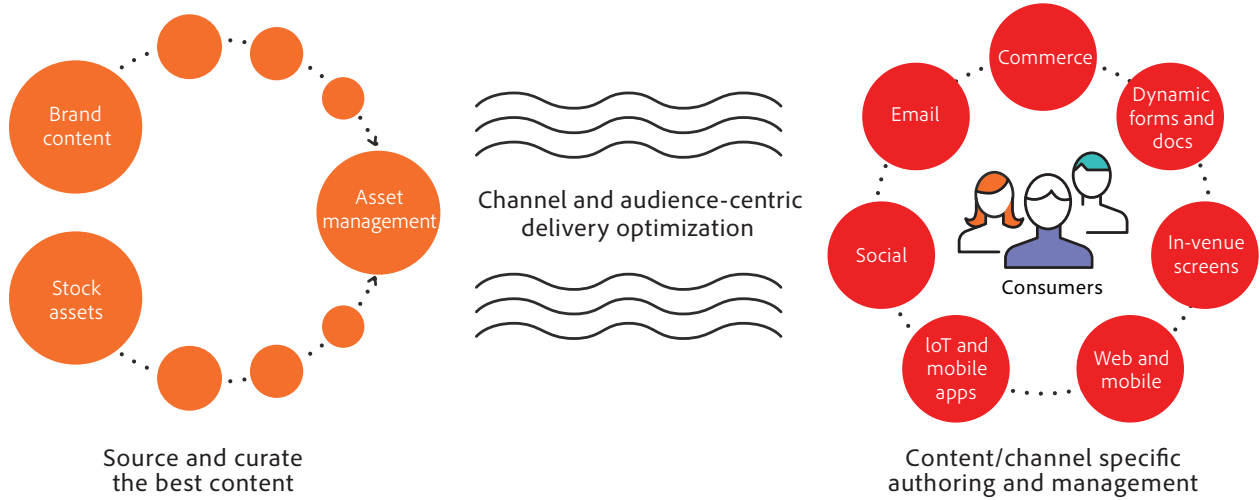 Brand
content
Stock
assets
Asset
management
Source and curate
the best content
Channel and audience-centric
delivery optimization
Commerce
Email
Dynamic
forms and
docs
Social
In-venue
screens
Consumers
IoT and
mobile
apps
Web and
mobile
Content/channel specific
authoring and management